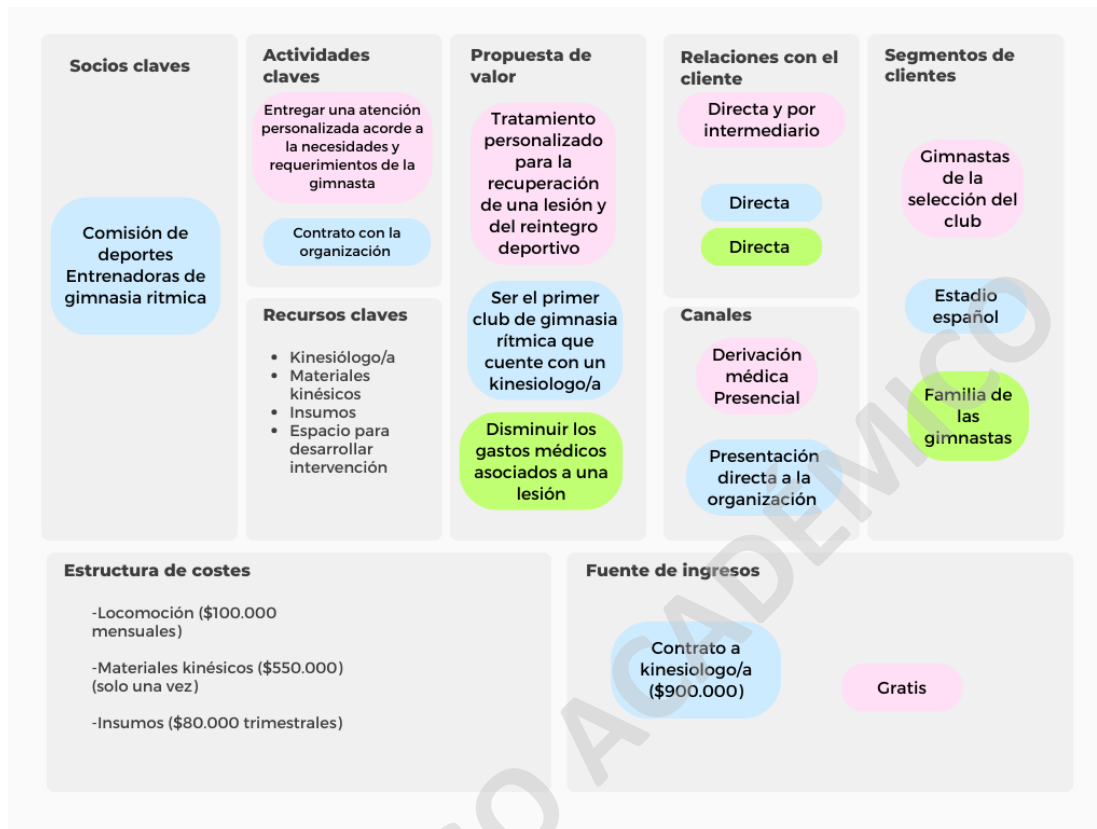 Socios claves
Comisión de
deportes
Entrenadoras de
gimnasia ritmica
Actividades
claves
Entregar una atención
personalizada acorde a
la necesidades y
requerimientos de la
gimnasta
Contrato con la
organización
Recursos claves
Kinesiólogo/a
Materiales
kinésicos
Insumos
Espacio para
desarrollar
intervención
Propuesta de
valor
Tratamiento
personalizado
para la
recuperación
de una lesión y
del reintegro
deportivo
Ser el primer
club de gimnasia
rítmica que
cuente con un
kinesiologo/a
Disminuir los
gastos médicos
asociados a una
lesión
Relaciones con el
cliente
Directa y por
intermediario
Directa
Directa
Canales
Derivación
médica
Presencial
Presentación
directa a la
organización
Segmentos de
clientes
Gimnastas
de la
selección del
club
Estadio
español
Familia de
las
gimnastas
Estructura de costes
-Locomoción ($100.000
mensuales)
-Materiales kinésicos ($550.000)
(solo una vez)
-Insumos ($80.000 trimestrales)
Fuente de ingresos
Contrato a
kinesiologo/a
($900.000)
Gratis
O ACADÉMICO